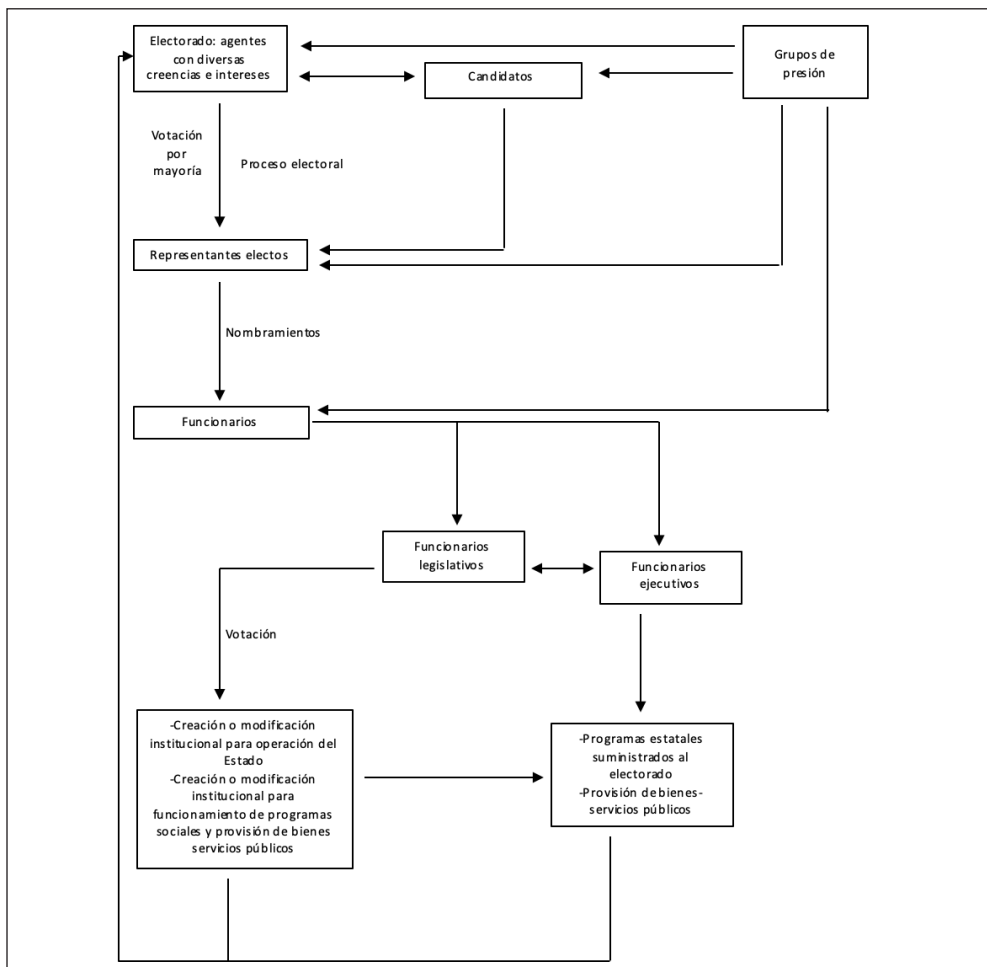 Electorado: agentes
con diversas
creencias e intereses
Candidatos
Grupos de
presión
Votación
por
mayoría
Proceso electoral
Representantes electos
Nombramientos
Funcionarios
Funcionarios
legislativos
Funcionarios
ejecutivos
Votación
-Creación o modificación
institucional para operación del
Estado
-Creación o modificación
institucional para
funcionamiento de programas
sociales y provisión de bienes
servicios públicos
-Programas estatales
suministrados al
electorado
-Provisión de bienes-
servicios públicos